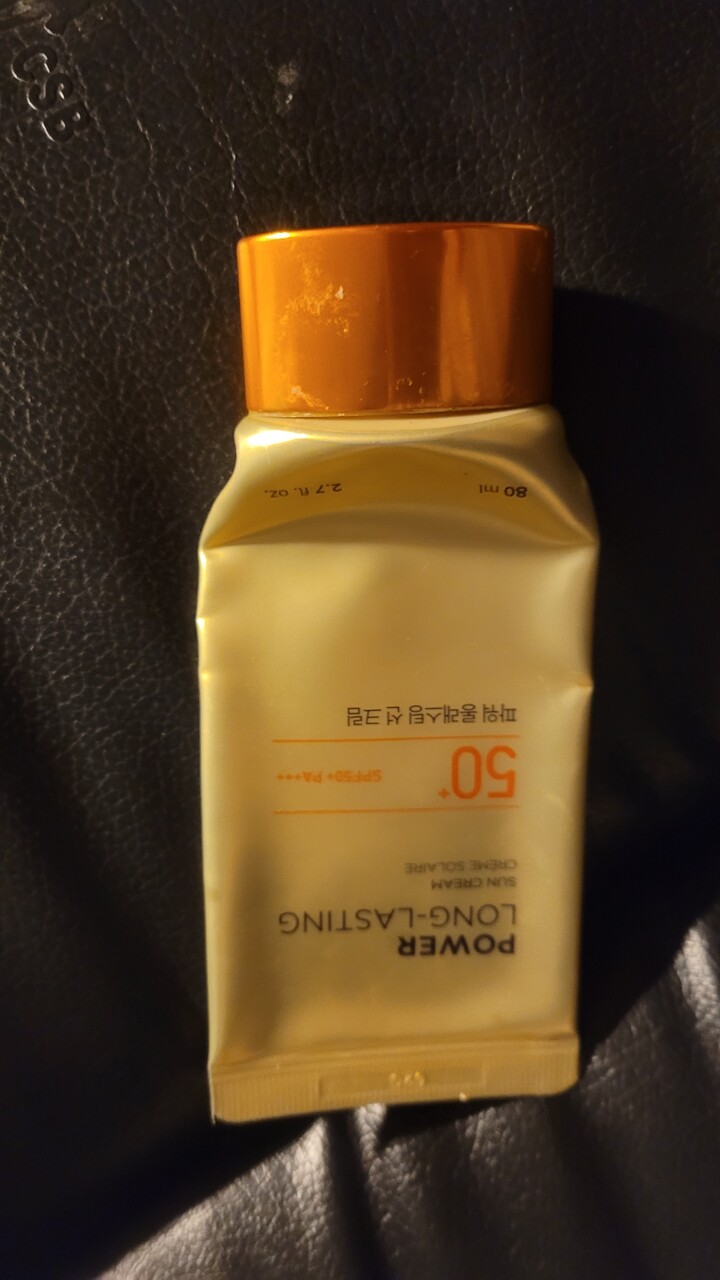 POWER
LONG-LASTING
SUN CREAM
CRÈME SOLAIRE
50+ SPF50+ PA+++
파워 롱래스팅 선 크림
80 ml 2.7 fl. oz.